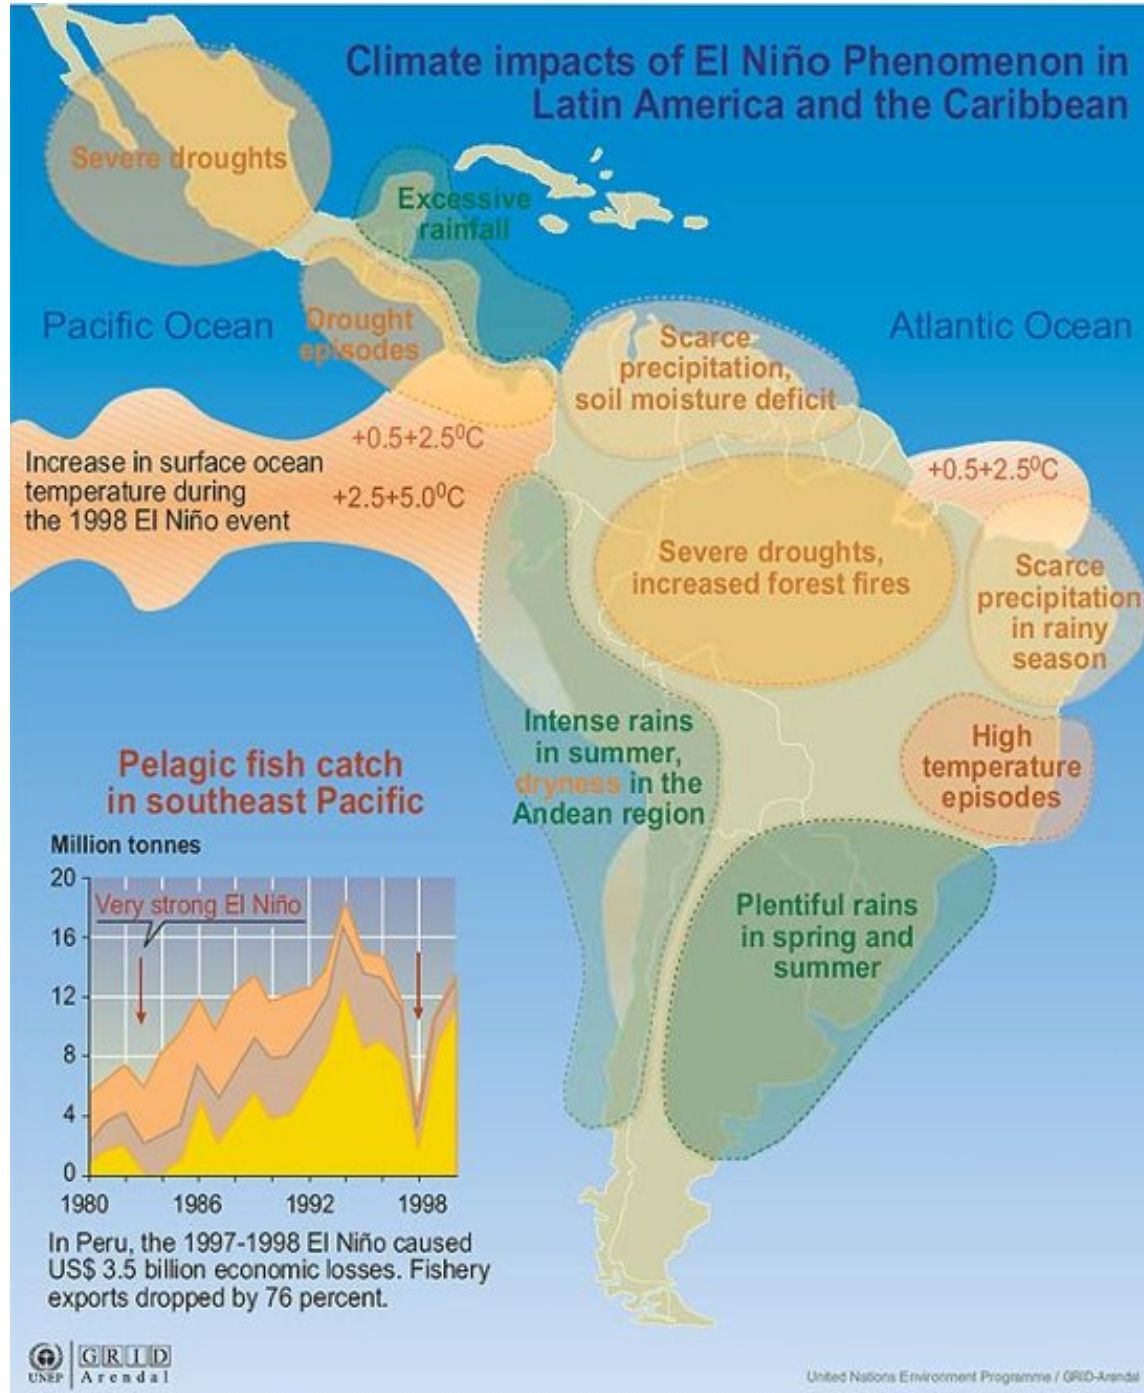 Climate impacts of El Niño Phenomenon in
Latin America and the Caribbean
Severe droughts
Excessive
rainfall
Pacific Ocean
Drought
episodes
Atlantic Ocean
Scarce
precipitation,
soil moisture deficit
+0.5+2.5⁰C
+2.5+5.0⁰C
Increase in surface ocean
temperature during
the 1998 El Niño event
+0.5+2.5⁰C
Severe droughts,
increased forest fires
Scarce
precipitation
in rainy
season
Intense rains
in summer,
dryness in the
Andean region
High
temperature
episodes
Plentiful rains
in spring and
summer
Pelagic fish catch
in southeast Pacific
Million tonnes
20
Very strong El Niño
16
12
8
4
0
1980 1986 1992 1998
In Peru, the 1997-1998 El Niño caused
US$ 3.5 billion economic losses. Fishery
exports dropped by 76 percent.
UNEP
GRID
Arendal
United Nations Environment Programme / GRID-Arendal